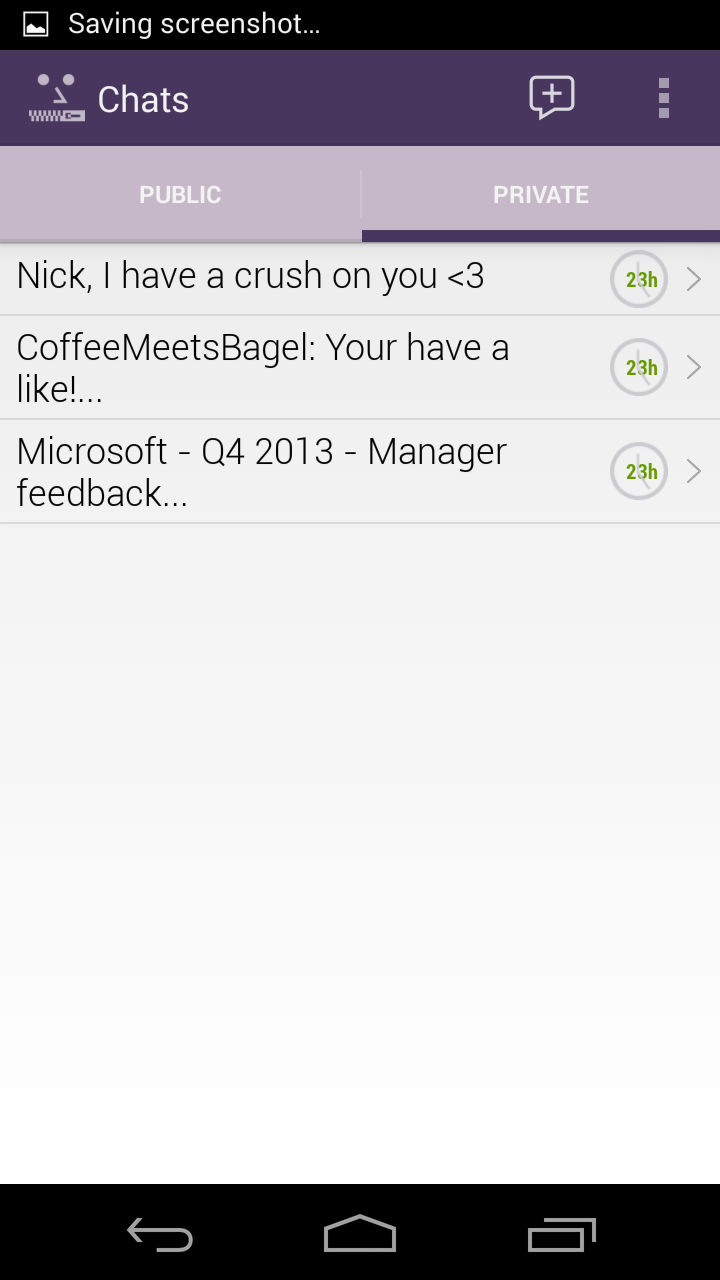 Saving screenshot...
Chats
PUBLIC
PRIVATE
Nick, I have a crush on you <3
23h
CoffeeMeetsBagel: Your have a
like!...
23h
Microsoft - Q4 2013 - Manager
feedback...
23h